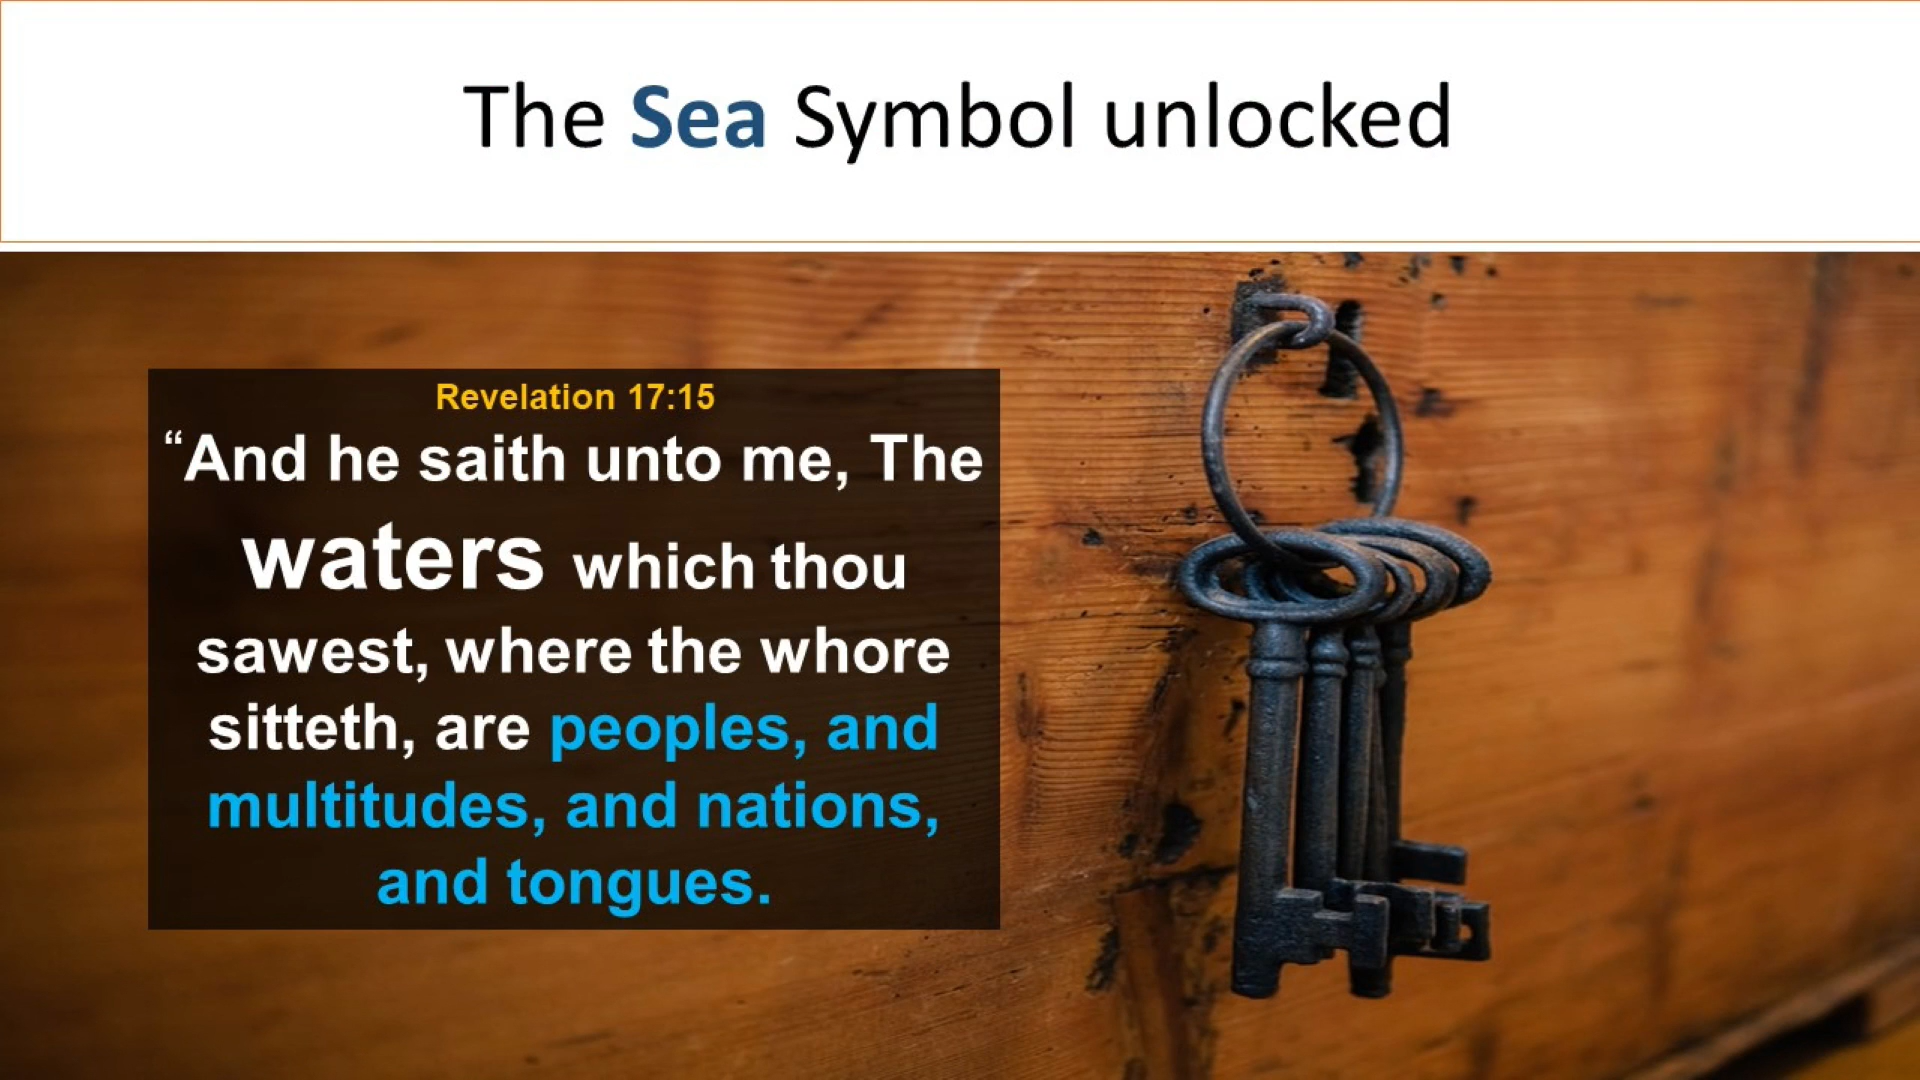 The Sea Symbol unlocked
Revelation 17:15
“And he saith unto me, The
waters which thou
sawest, where the whore
sitteth, are peoples, and
multitudes, and nations,
and tongues.